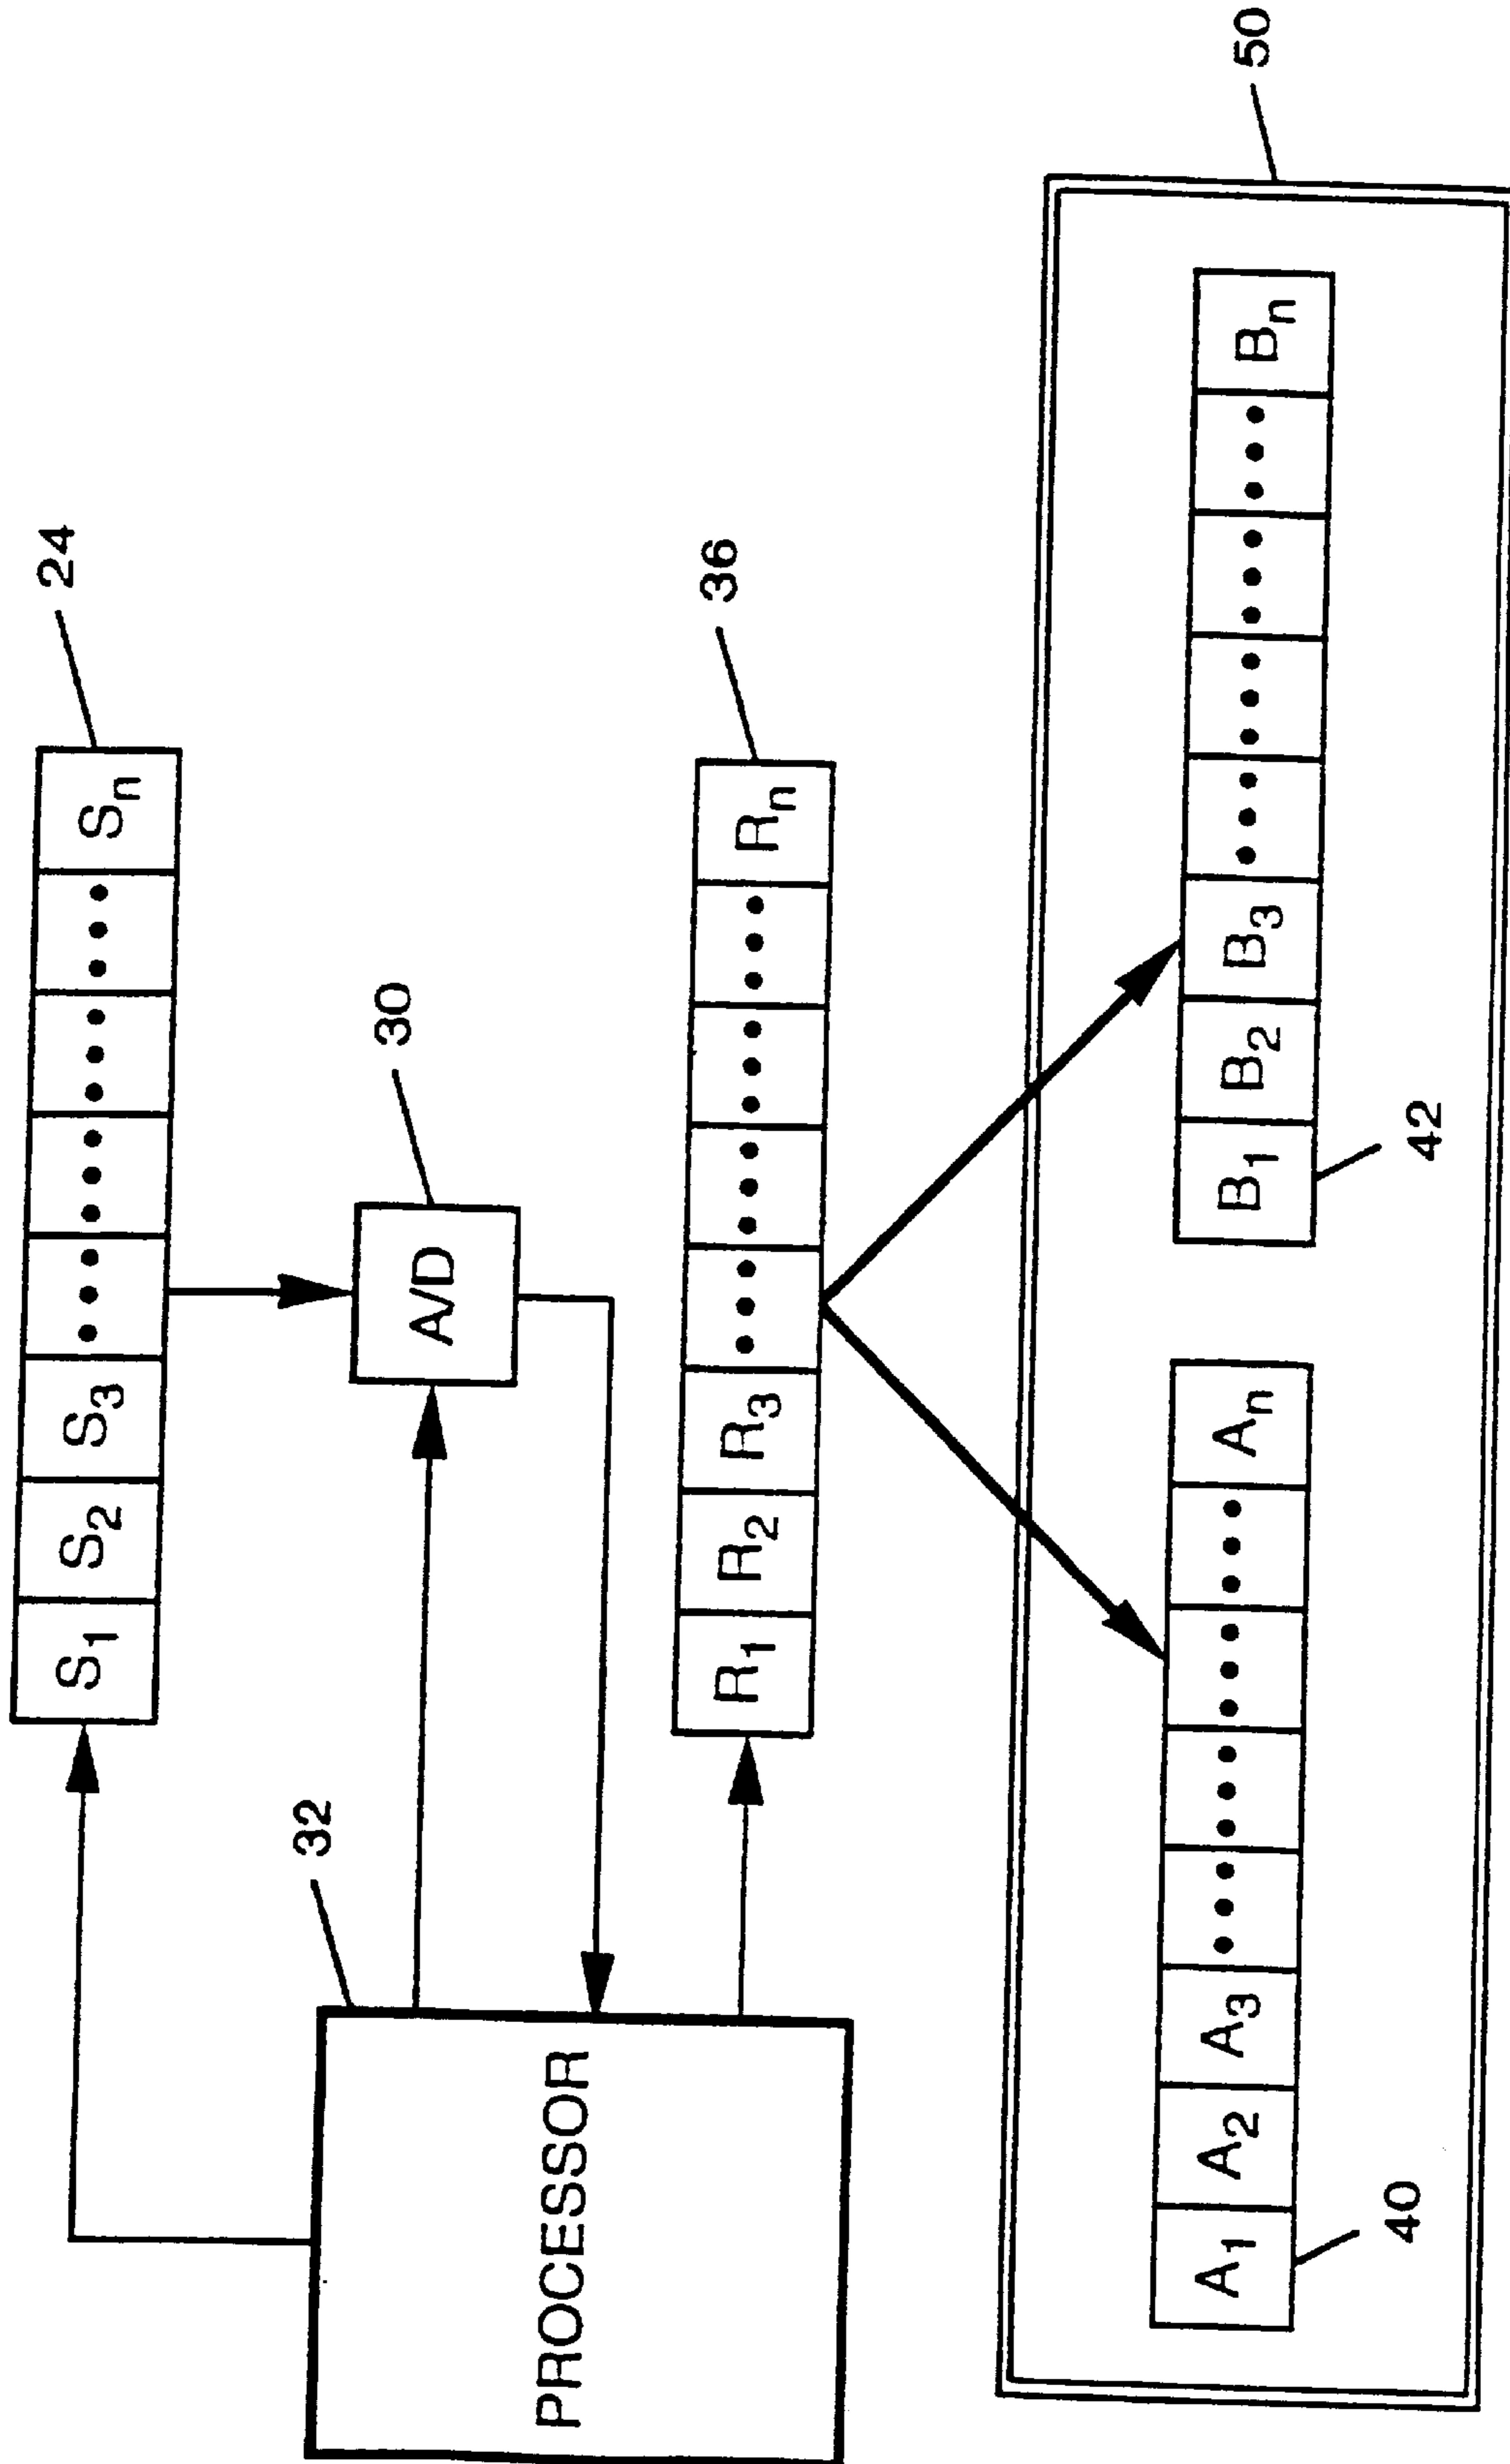 S1 S2 S3 ••• ••• ••• ••• Sn
24
32
30
A/D
PROCESSOR
36
R1 R2 R3 ••• ••• ••• ••• Rn
50
A1 A2 A3 ••• ••• ••• ••• An
B1 B2 B3 ••• ••• ••• ••• Bn
40
42